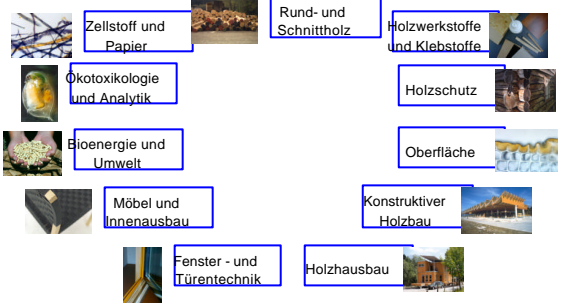 Rund- und
Schnittholz
Zellstoff und
Papier
Holzwerkstoffe
und Klebstoffe
Ökotoxikologie
und Analytik
Holzschutz
Bioenergie und
Umwelt
Oberfläche
Möbel und
Innenausbau
Konstruktiver
Holzbau
Fenster - und
Türentechnik
Holzhausbau